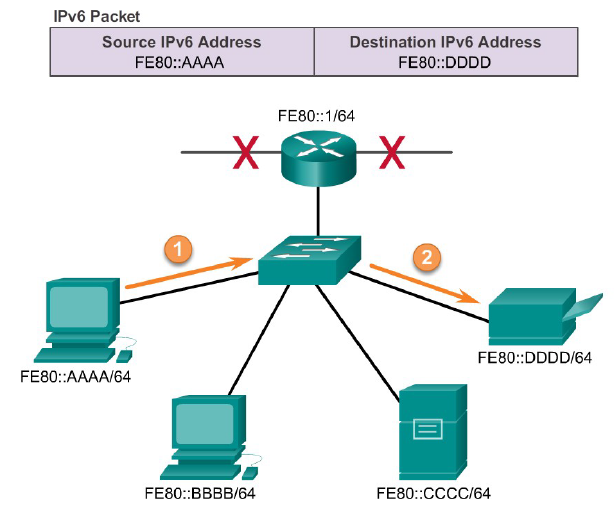 IPv6 Packet
Source IPv6 Address
Destination IPv6 Address
FE80::AAAA
FE80::DDDD
FE80::1/64
X
X
1
2
FE80::AAAA/64
FE80::DDDD/64
FE80::BBBB/64
FE80::CCCC/64